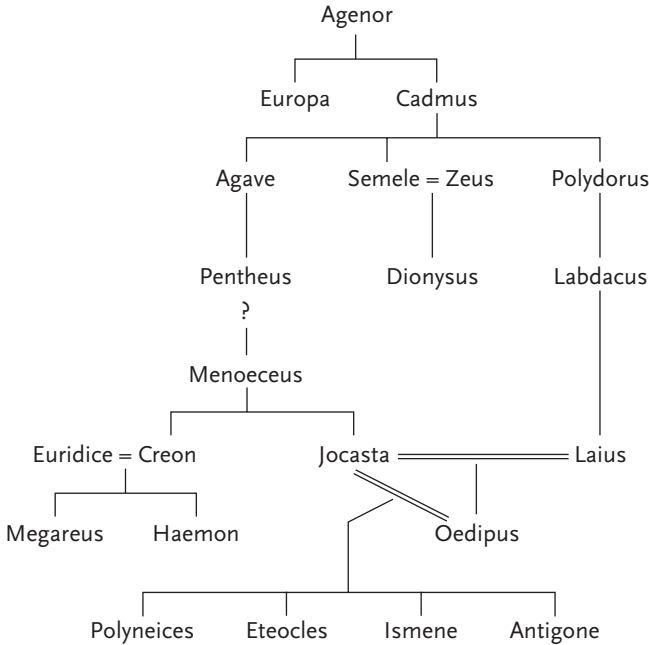 Agenor
Europa Cadmus
Agave Semele = Zeus Polydorus
Pentheus Dionysus Labdacus
?
Menoeceus
Euridice = Creon Jocasta Laius
Megareus Haemon Oedipus
Polyneices Eteocles Ismene Antigone